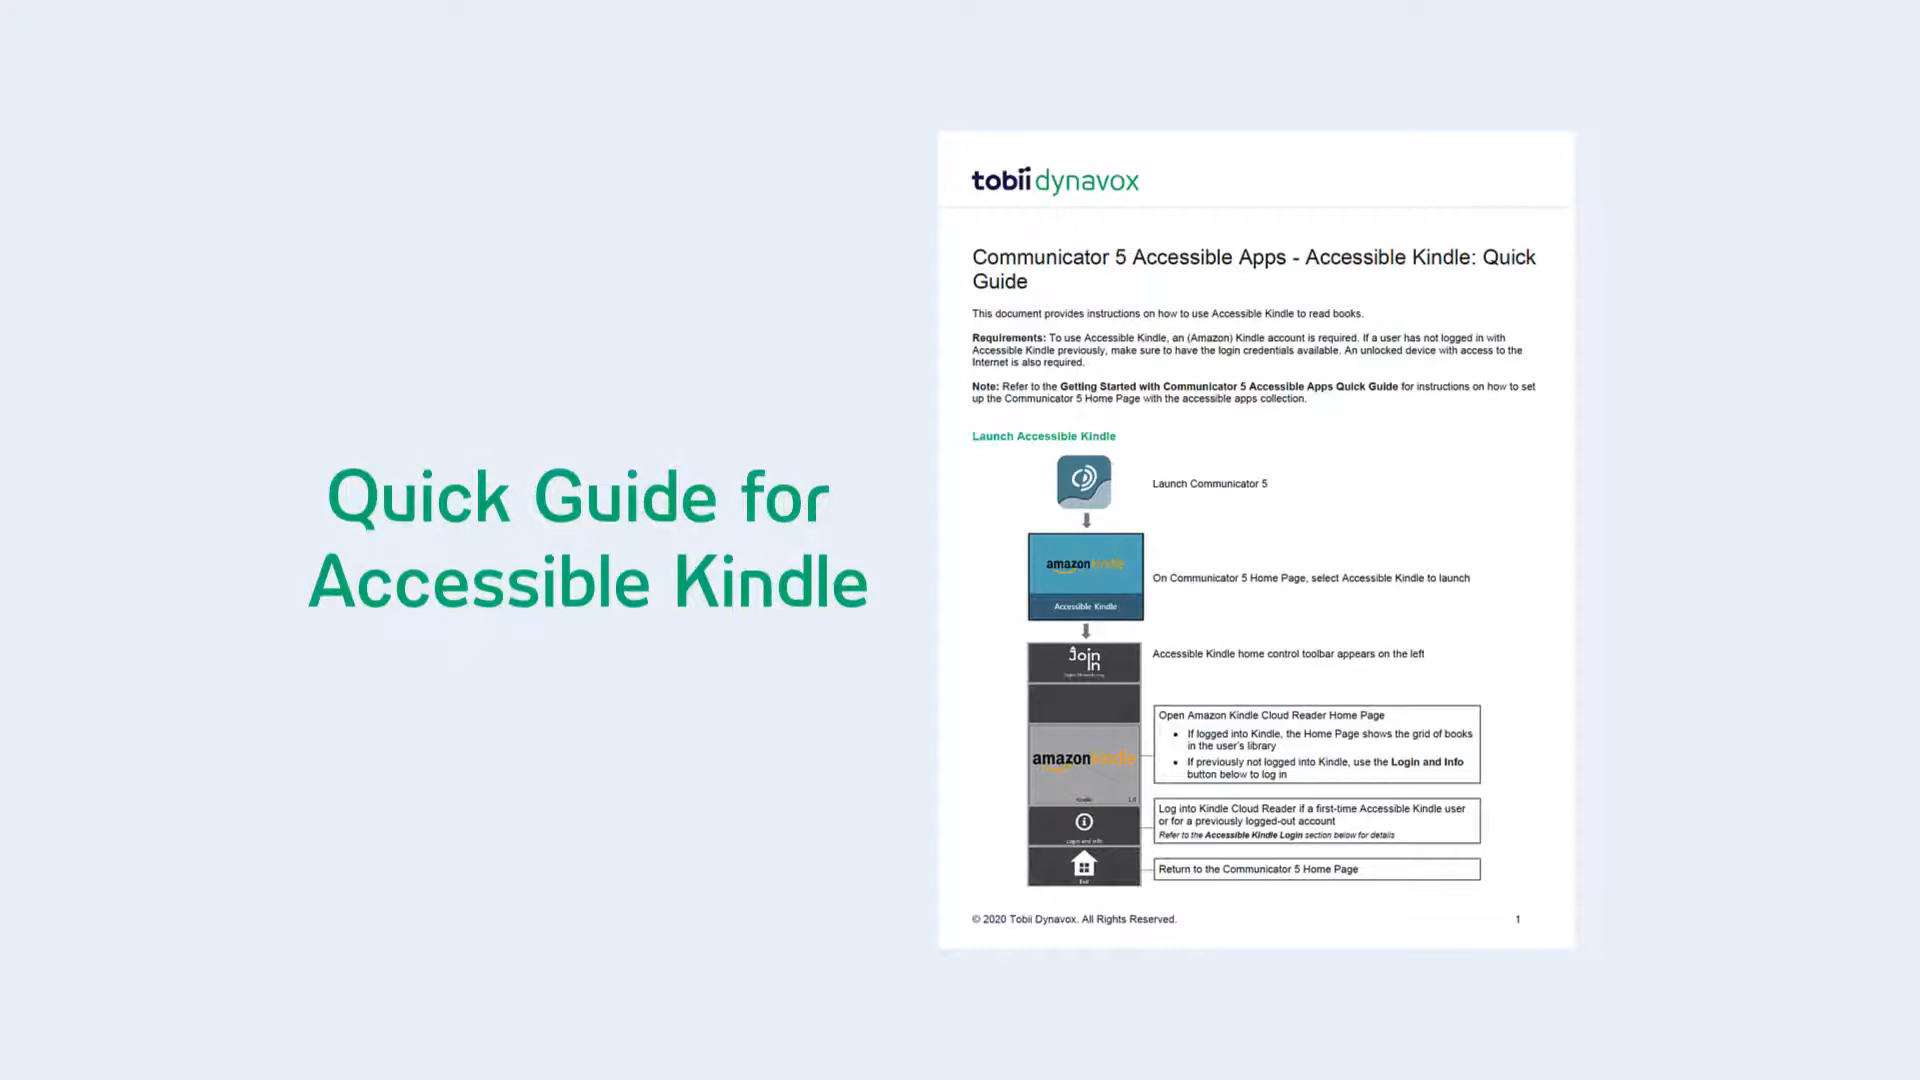 Quick Guide for
Accessible Kindle
tobii dynavox
Communicator 5 Accessible Apps - Accessible Kindle: Quick
Guide
This document provides instructions on how to use Accessible Kindle to read books.
Requirements: To use Accessible Kindle, an (Amazon) Kindle account is required. If a user has not logged in with
Accessible Kindle previously, make sure to have the login credentials available. An unlocked device with access to the
Internet is also required.
Note: Refer to the Getting Started with Communicator 5 Accessible Apps Quick Guide for instructions on how to set
up the Communicator 5 Home Page with the accessible apps collection.
Launch Accessible Kindle
Launch Communicator 5
amazonkindle
Accessible Kindle
On Communicator 5 Home Page, select Accessible Kindle to launch
Join
In
Accessible Kindle home control toolbar appears on the left
amazonkindle
Kindle
Open Amazon Kindle Cloud Reader Home Page
• If logged into Kindle, the Home Page shows the grid of books
in the user's library
• If previously not logged into Kindle, use the Login and Info
button below to log in
Login and Info
Log into Kindle Cloud Reader if a first-time Accessible Kindle user
or for a previously logged-out account
Refer to the Accessible Kindle Login section below for details
Exit
Return to the Communicator 5 Home Page
© 2020 Tobii Dynavox. All Rights Reserved.
1